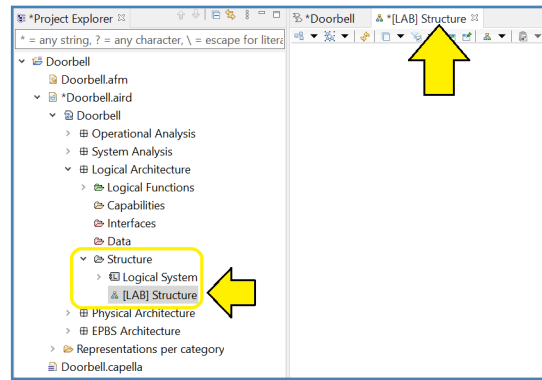 *Project Explorer
*Doorbell
*[LAB] Structure
* = any string, ? = any character, \ = escape for litera
Doorbell
Doorbell.afm
*Doorbell.aird
Doorbell
Operational Analysis
System Analysis
Logical Architecture
Logical Functions
Capabilities
Interfaces
Data
Structure
Logical System
[LAB] Structure
Physical Architecture
EPBS Architecture
Representations per category
Doorbell.capella